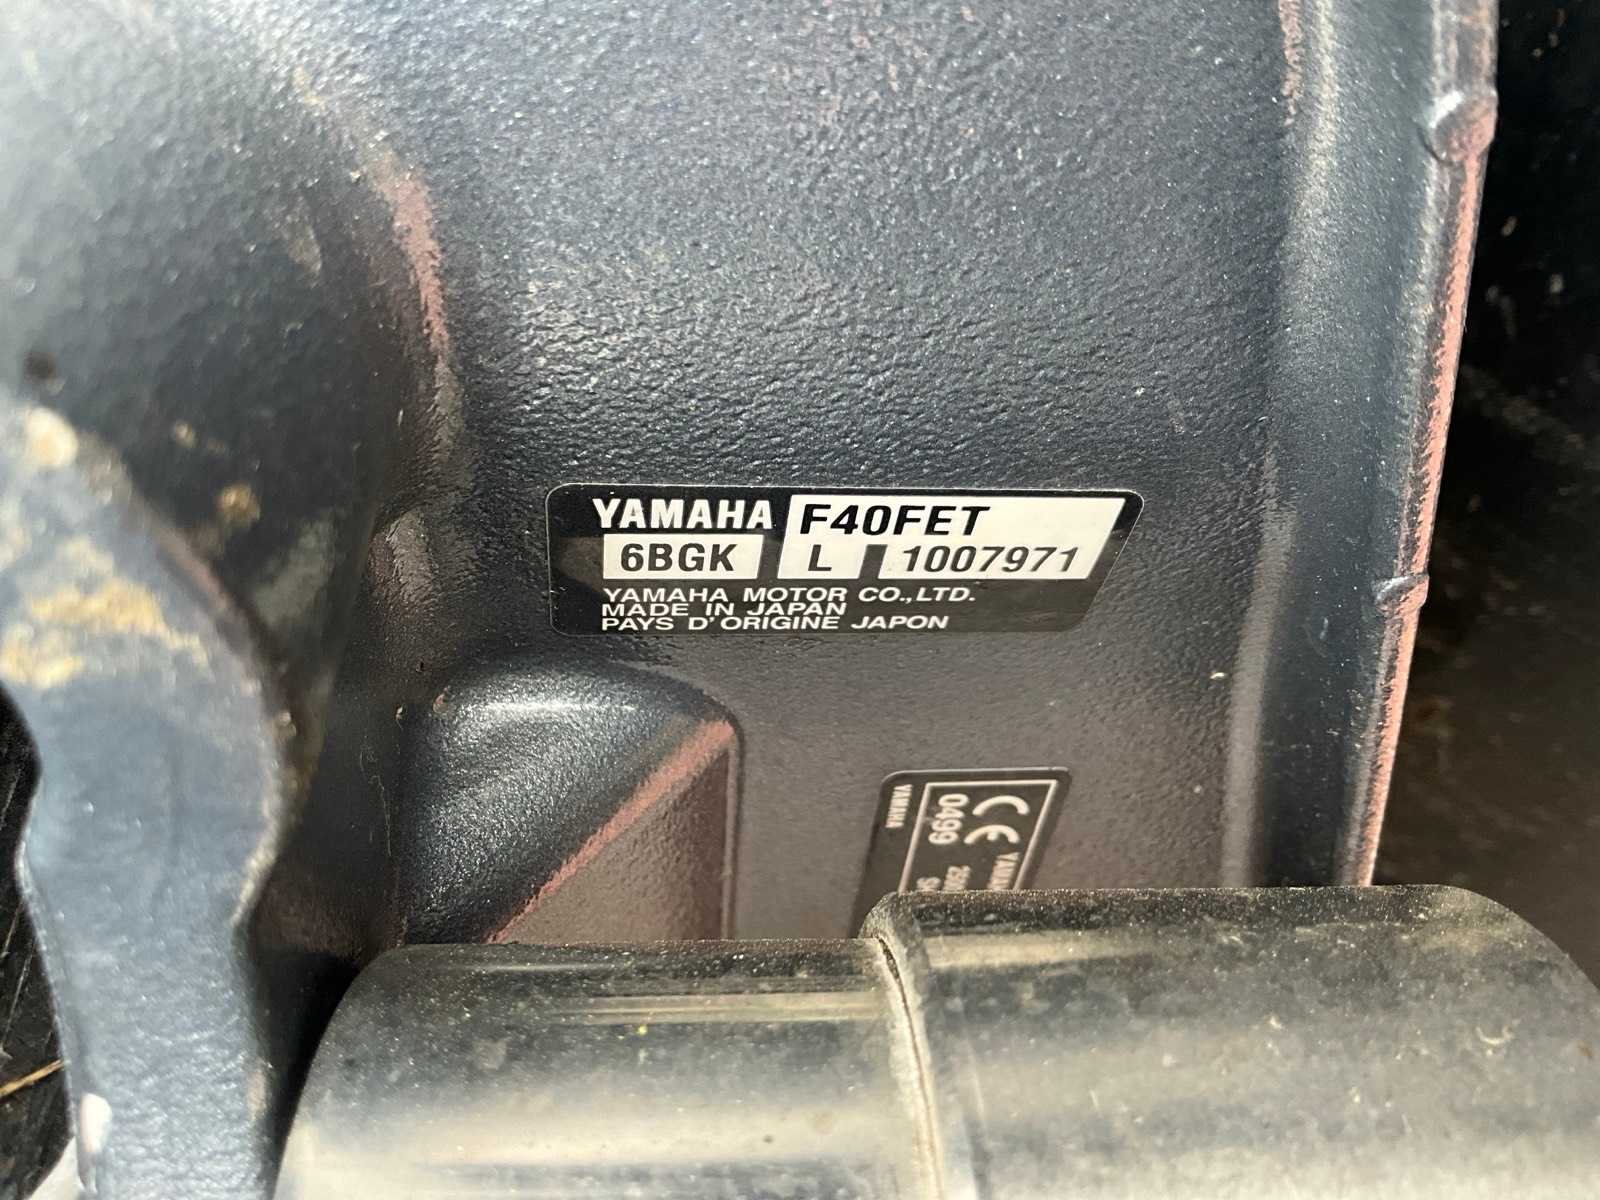 YAMAHA F40FET
6BGK L 1007971
YAMAHA MOTOR CO.,LTD.
MADE IN JAPAN
PAYS D'ORIGINE JAPON
CE
0499
YAMAHA